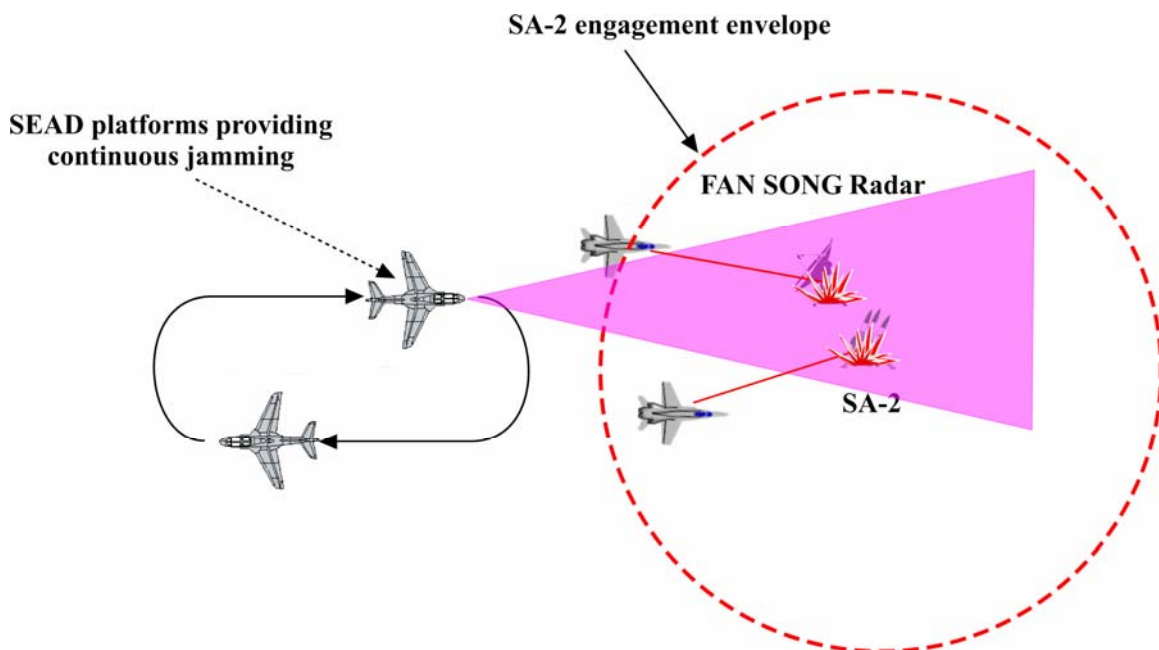 SA-2 engagement envelope
SEAD platforms providing
continuous jamming
FAN SONG Radar
SA-2